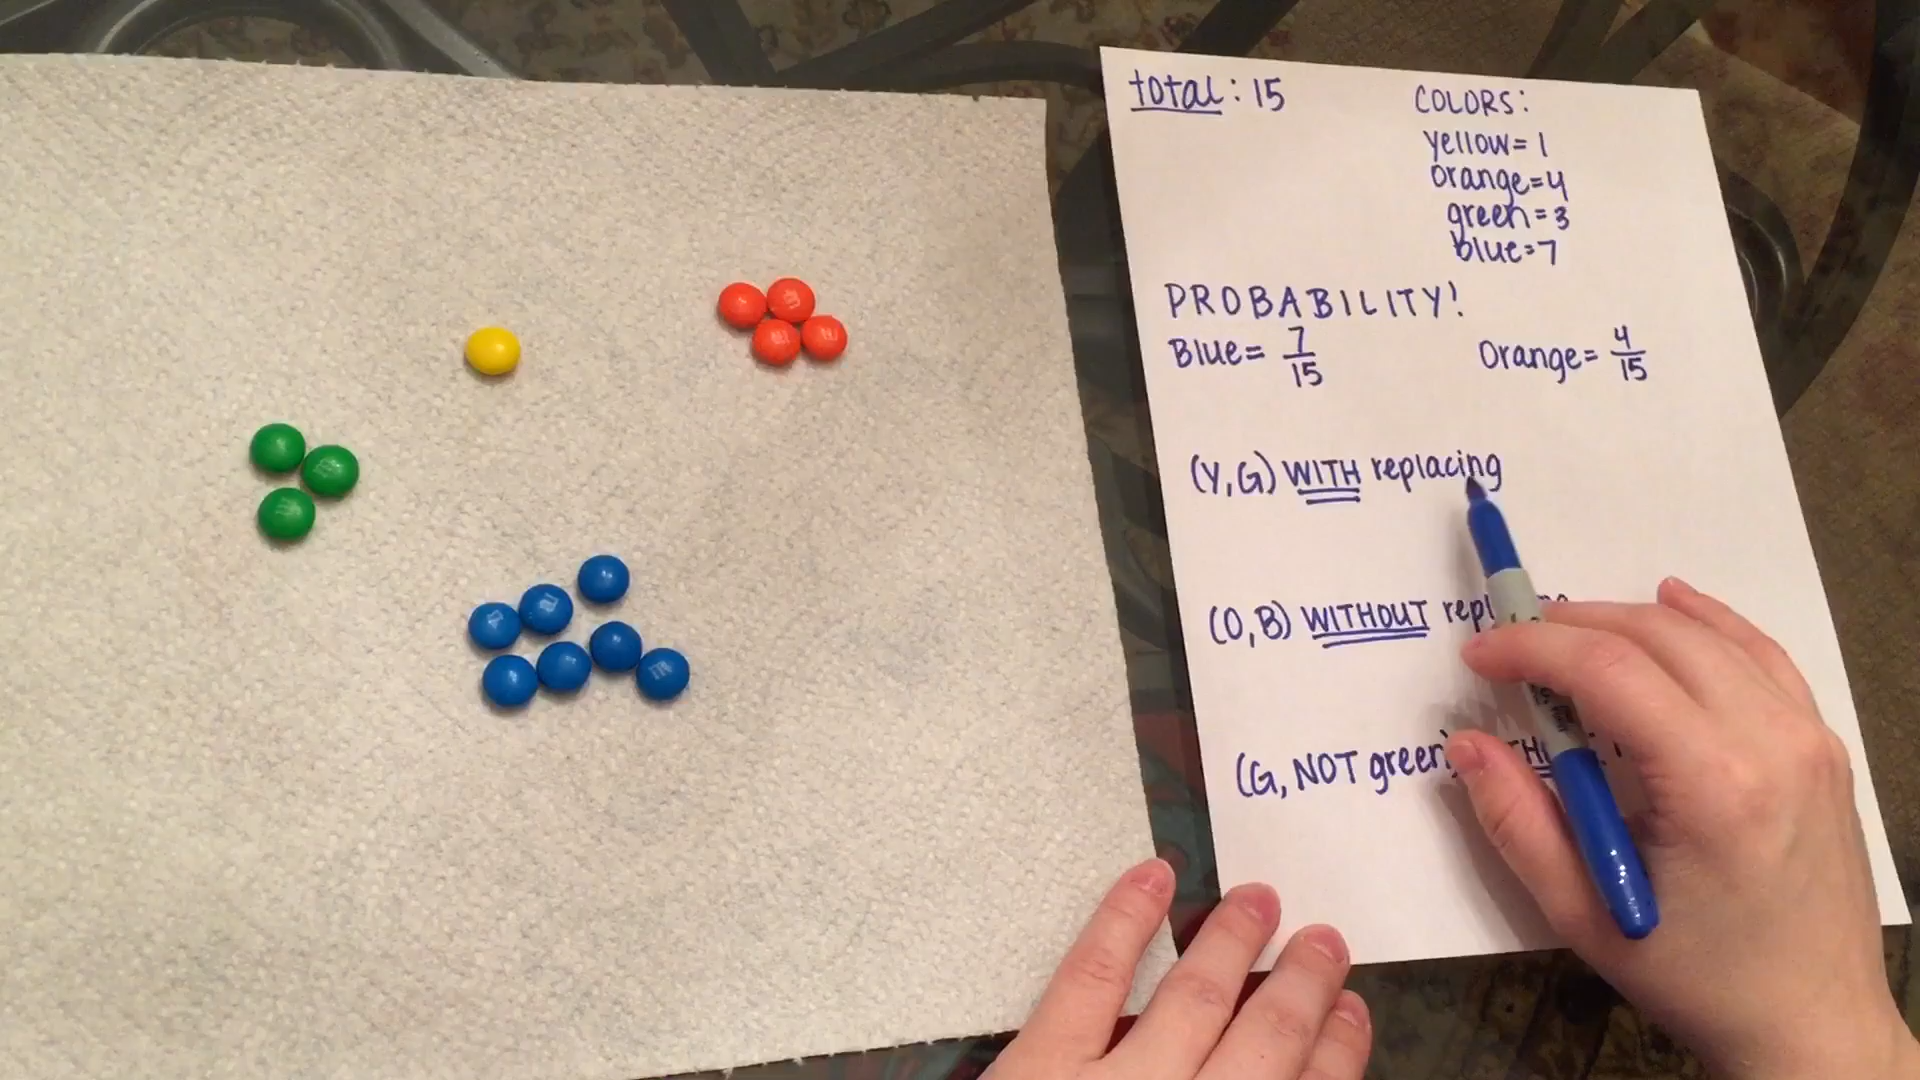 total: 15
COLORS:
yellow= 1
orange=4
green=3
blue=7
PROBABILITY!
Blue= 7/15
Orange= 4/15
(Y,G) WITH replacing
(O,B) WITHOUT
(G, NOT green)